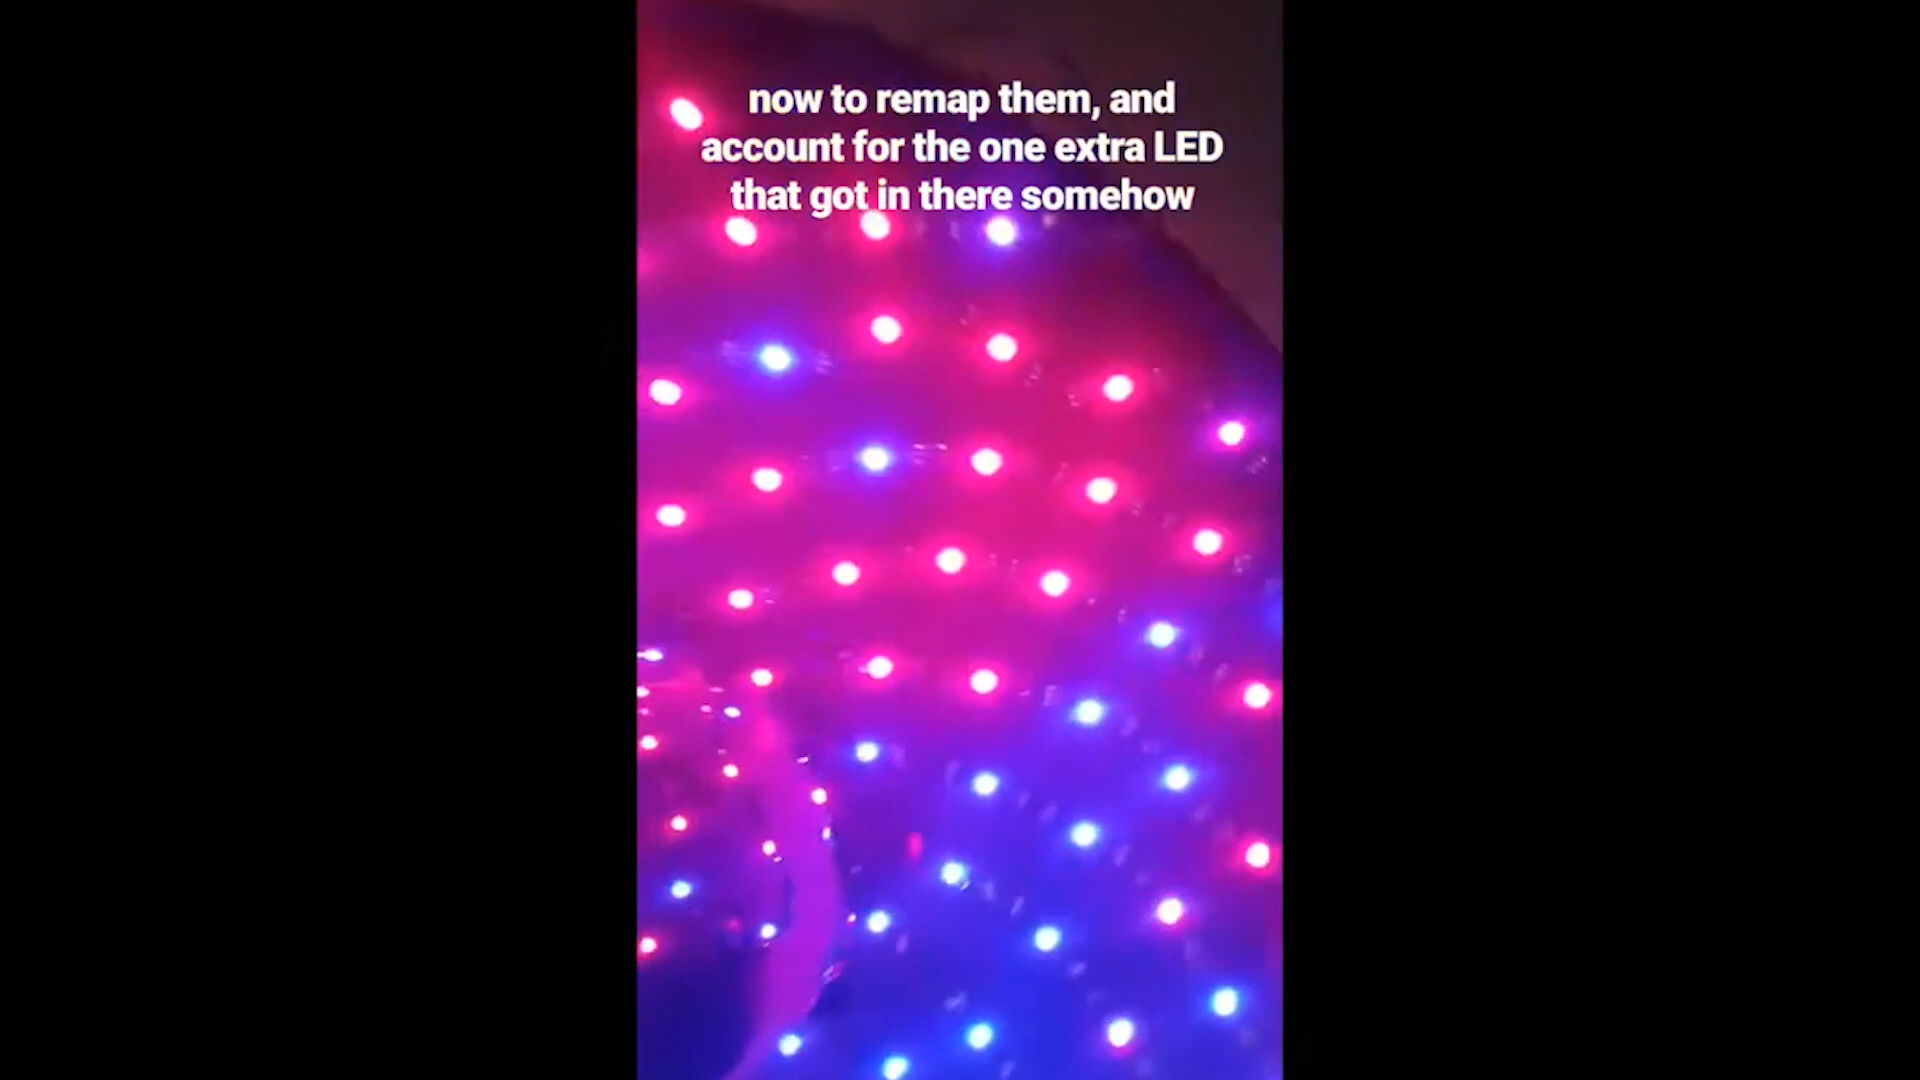 now to remap them, and
account for the one extra LED
that got in there somehow